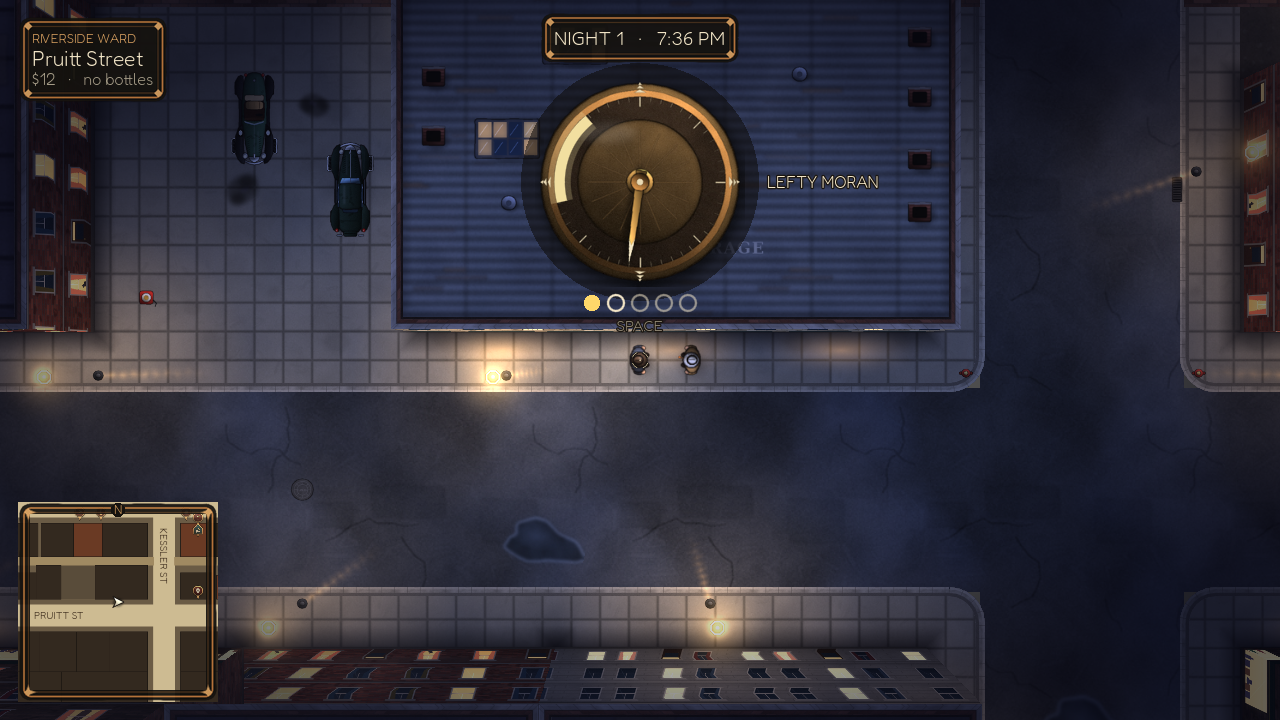 RIVERSIDE WARD
Pruitt Street
$12 · no bottles
NIGHT 1 · 7:36 PM
LEFTY MORAN
SPACE
N
KESSLER ST
PRUITT ST